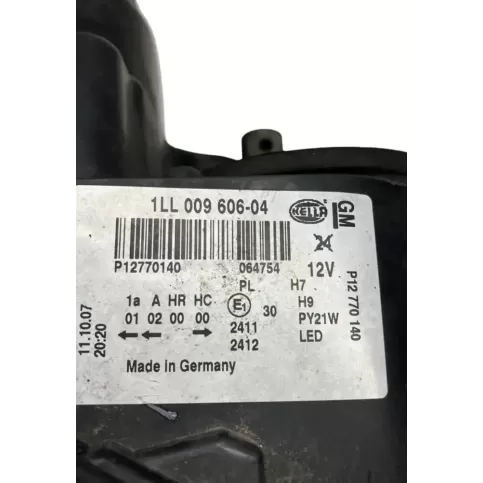 1LL 009 606-04
HELLA
GM
P12770140 064754
24 12V
P12 770 140
PL H7
1a A HR HC E1 30 H9
01 02 00 00 2411 PY21W
2412 LED
11.10.07
20:20
Made in Germany